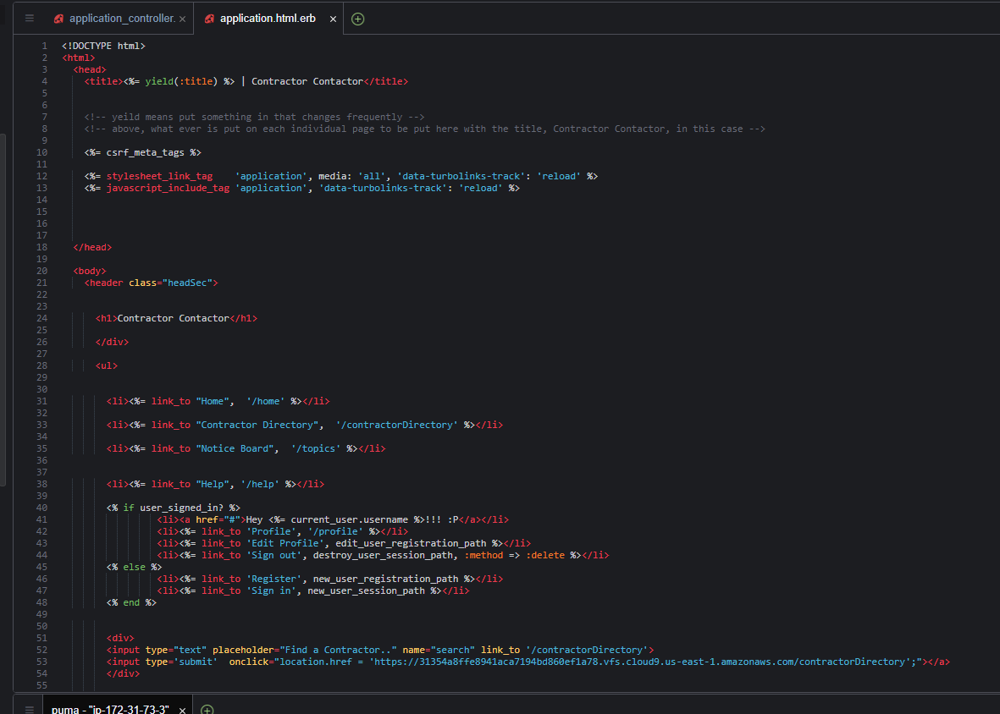 application_controller. ×
application.html.erb ×
1 <!DOCTYPE html>
2 <html>
3 <head>
4 <title><%= yield(:title) %> | Contractor Contactor</title>
5
6
7 <!-- yeild means put something in that changes frequently -->
8 <!-- above, what ever is put on each individual page to be put here with the title, Contractor Contactor, in this case -->
9
10 <%= csrf_meta_tags %>
11
12 <%= stylesheet_link_tag    'application', media: 'all', 'data-turbolinks-track': 'reload' %>
13 <%= javascript_include_tag 'application', 'data-turbolinks-track': 'reload' %>
14
15
16
17
18 </head>
19
20 <body>
21 <header class="headSec">
22
23
24 <h1>Contractor Contactor</h1>
25
26 </div>
27
28 <ul>
29
30
31 <li><%= link_to "Home",  '/home' %></li>
32
33 <li><%= link_to "Contractor Directory",  '/contractorDirectory' %></li>
34
35 <li><%= link_to "Notice Board",  '/topics' %></li>
36
37
38 <li><%= link_to "Help", '/help' %></li>
39
40 <% if user_signed_in? %>
41 <li><a href="#">Hey <%= current_user.username %>!!! :P</a></li>
42 <li><%= link_to 'Profile', '/profile' %></li>
43 <li><%= link_to 'Edit Profile', edit_user_registration_path %></li>
44 <li><%= link_to 'Sign out', destroy_user_session_path, :method => :delete %></li>
45 <% else %>
46 <li><%= link_to 'Register', new_user_registration_path %></li>
47 <li><%= link_to 'Sign in', new_user_session_path %></li>
48 <% end %>
49
50
51 <div>
52 <input type="text" placeholder="Find a Contractor.." name="search" link_to '/contractorDirectory'>
53 <input type='submit'  onclick="location.href = 'https://31354a8ffe8941aca7194bd860ef1a78.vfs.cloud9.us-east-1.amazonaws.com/contractorDirectory';"></a>
54 </div>
55
puma - "ip-172-31-73-3" ×